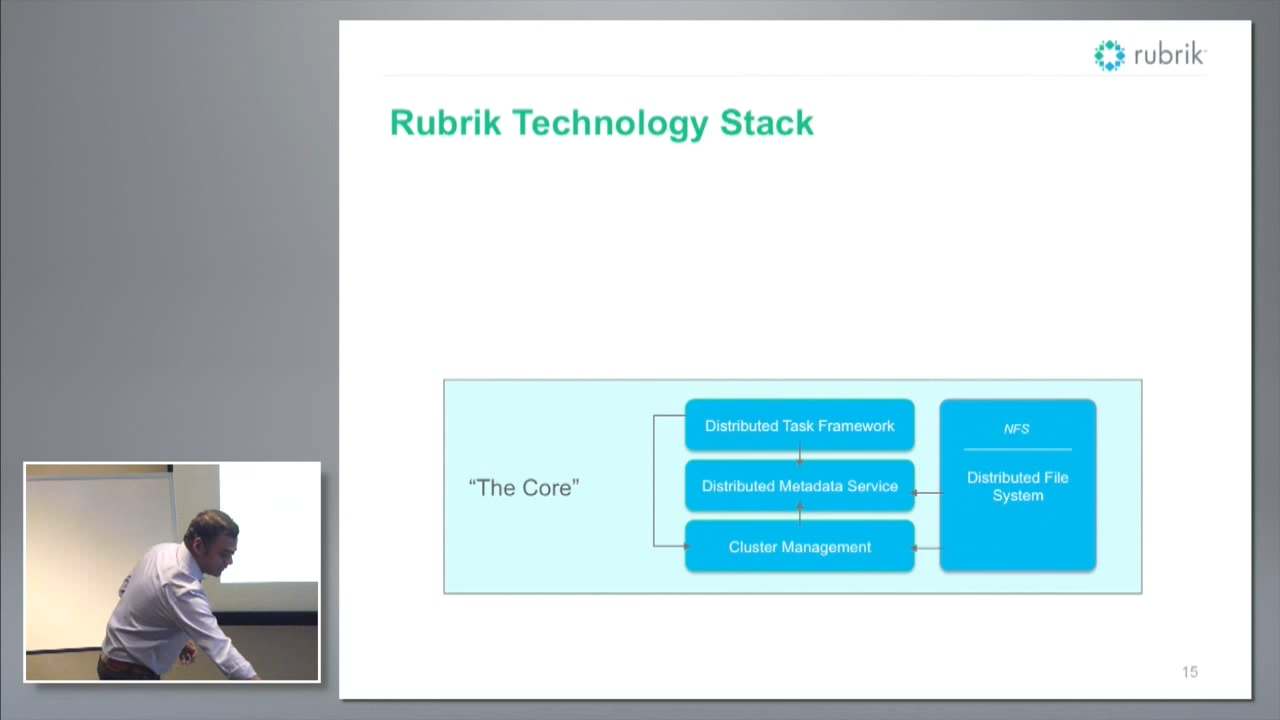 rubrik
Rubrik Technology Stack
“The Core”
Distributed Task Framework
Distributed Metadata Service
Cluster Management
NFS
Distributed File
System
15